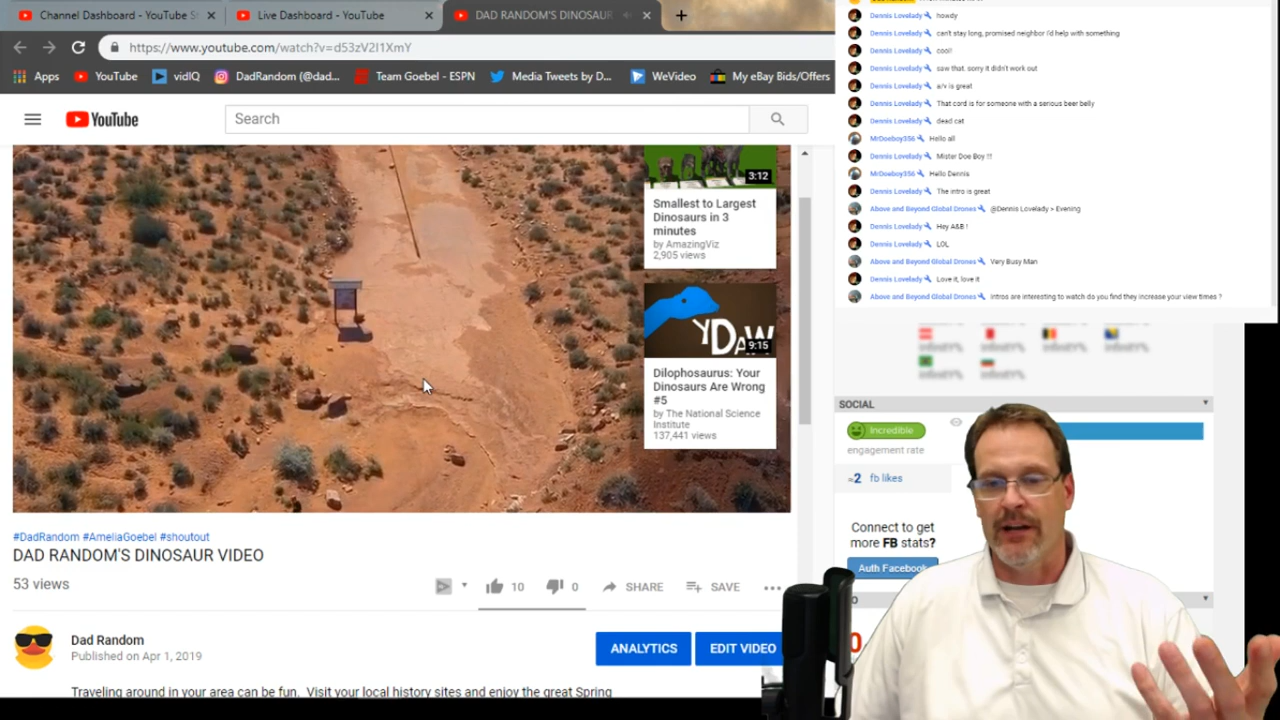 Channel Dashboard - YouTube S
Live Dashboard - YouTube
DAD RANDOM'S DINOSAUR
https://www.youtube.com/watch?v=d53zV2I1XmY
Apps
YouTube
vidIQ
DadRandom (@dad...
Team Goebel - ESPN
Media Tweets by D...
WeVideo
My eBay Bids/Offers
YouTube
Search
3:12
Smallest to Largest
Dinosaurs in 3
minutes
by AmazingViz
2,905 views
YDAW
9:15
Dilophosaurus: Your
Dinosaurs Are Wrong
#5
by The National Science
Institute
137,441 views
#DadRandom #AmeliaGoebel #shoutout
DAD RANDOM'S DINOSAUR VIDEO
53 views
10
0
SHARE
SAVE
Dad Random
Published on Apr 1, 2019
ANALYTICS
EDIT VIDEO
Traveling around in your area can be fun. Visit your local history sites and enjoy the great Spring
Dennis Lovelady howdy
Dennis Lovelady can't stay long, promised neighbor i'd help with something
Dennis Lovelady cool!
Dennis Lovelady saw that. sorry it didn't work out
Dennis Lovelady a/v is great
Dennis Lovelady That cord is for someone with a serious beer belly
Dennis Lovelady dead cat
MrDoeboy356 Hello all
Dennis Lovelady Mister Doe Boy !!!
MrDoeboy356 Hello Dennis
Dennis Lovelady The intro is great
Above and Beyond Global Drones @Dennis Lovelady > Evening
Dennis Lovelady Hey A&B !
Dennis Lovelady LOL
Above and Beyond Global Drones Very Busy Man
Dennis Lovelady Love it, love it
Above and Beyond Global Drones Intros are interesting to watch do you find they increase your view times ?
SOCIAL
Incredible
engagement rate
≈2 fb likes
Connect to get
more FB stats?
Auth Facebook